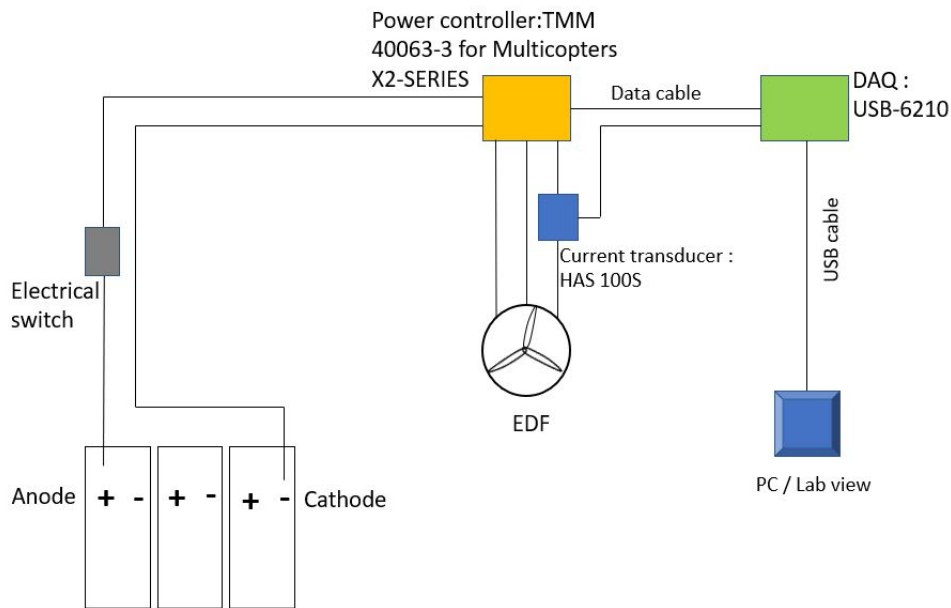 Power controller:TMM
40063-3 for Multicopters
X2-SERIES
Data cable
DAQ :
USB-6210
USB cable
Electrical
switch
Current transducer :
HAS 100S
EDF
PC / Lab view
Anode
+ -
+ -
+ -
Cathode